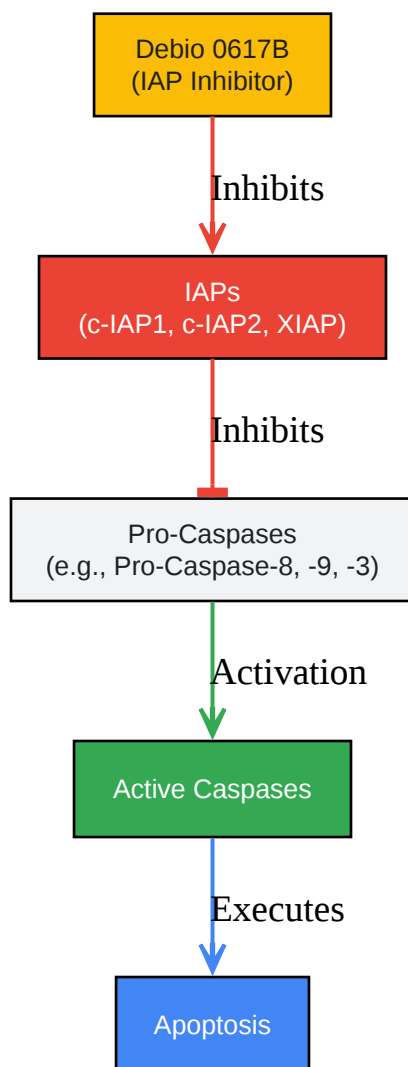 Debio 0617B
(IAP Inhibitor)
Inhibits
IAPs
(c-IAP1, c-IAP2, XIAP)
Inhibits
Pro-Caspases
(e.g., Pro-Caspase-8, -9, -3)
Activation
Active Caspases
Executes
Apoptosis